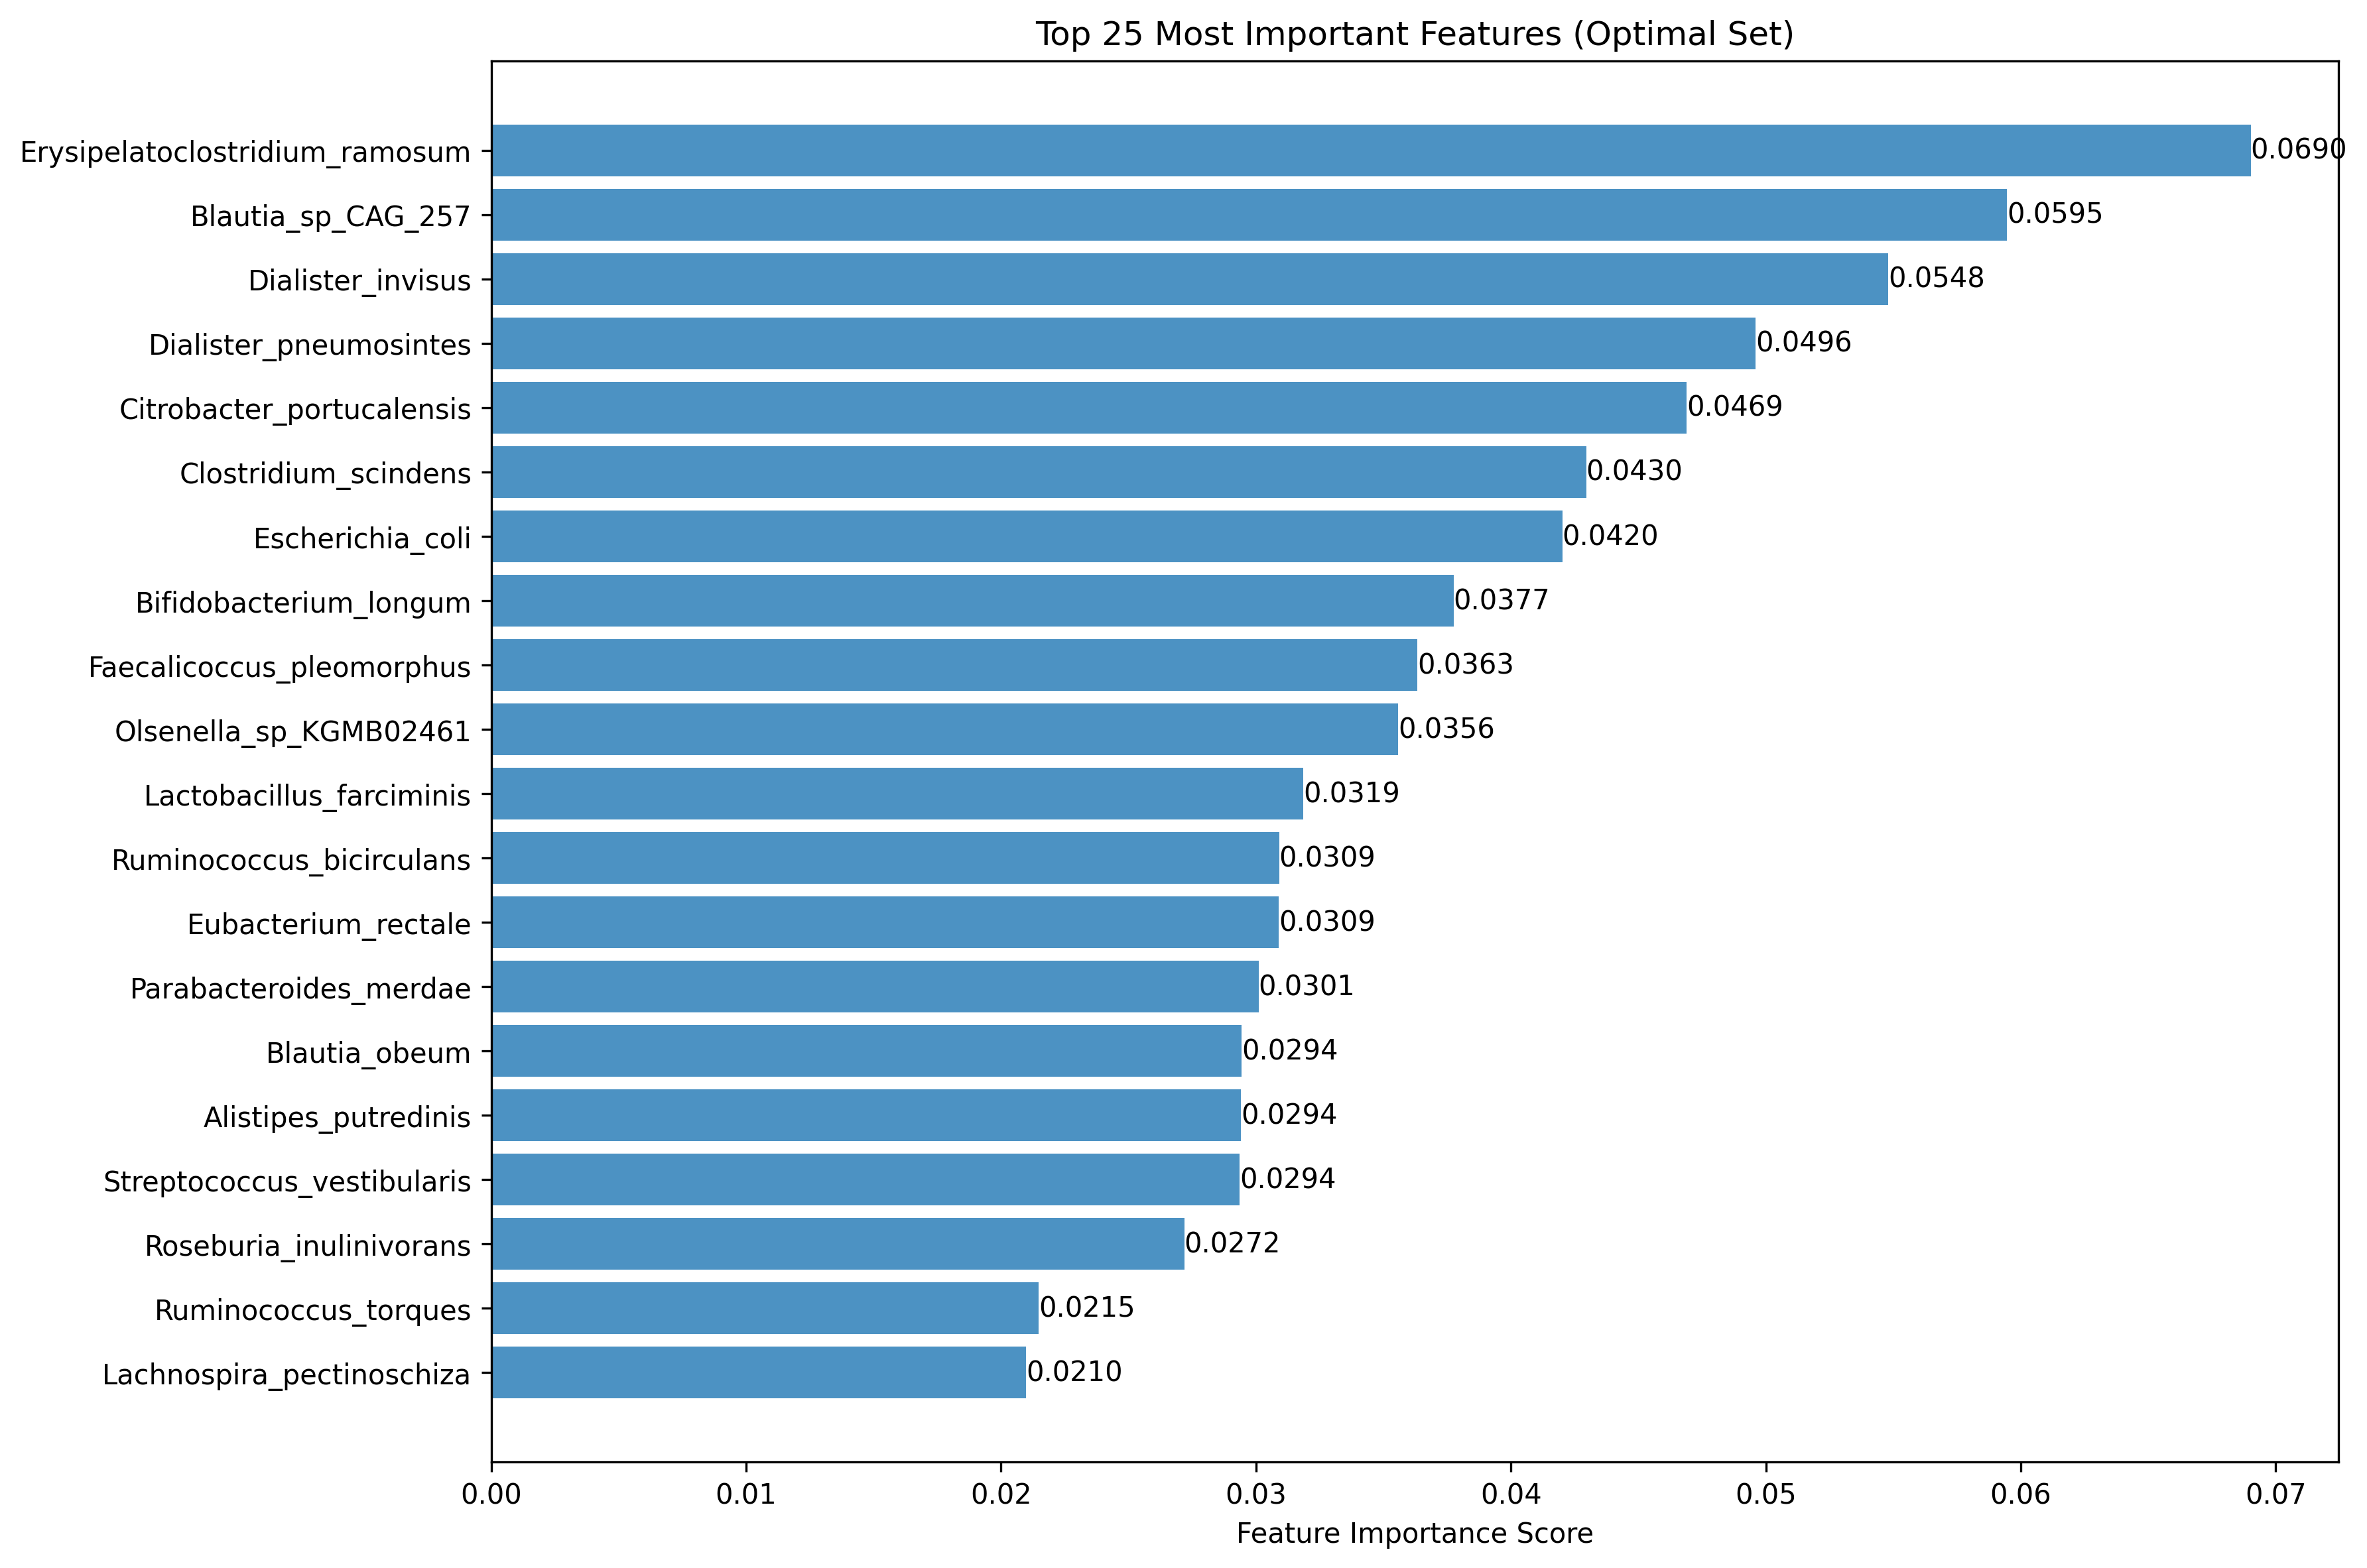 Top 25 Most Important Features (Optimal Set)
Erysipelatoclostridium_ramosum 0.0690
Blautia_sp_CAG_257 0.0595
Dialister_invisus 0.0548
Dialister_pneumosintes 0.0496
Citrobacter_portucalensis 0.0469
Clostridium_scindens 0.0430
Escherichia_coli 0.0420
Bifidobacterium_longum 0.0377
Faecalicoccus_pleomorphus 0.0363
Olsenella_sp_KGMB02461 0.0356
Lactobacillus_farciminis 0.0319
Ruminococcus_bicirculans 0.0309
Eubacterium_rectale 0.0309
Parabacteroides_merdae 0.0301
Blautia_obeum 0.0294
Alistipes_putredinis 0.0294
Streptococcus_vestibularis 0.0294
Roseburia_inulinivorans 0.0272
Ruminococcus_torques 0.0215
Lachnospira_pectinoschiza 0.0210
0.00 0.01 0.02 0.03 0.04 0.05 0.06 0.07
Feature Importance Score